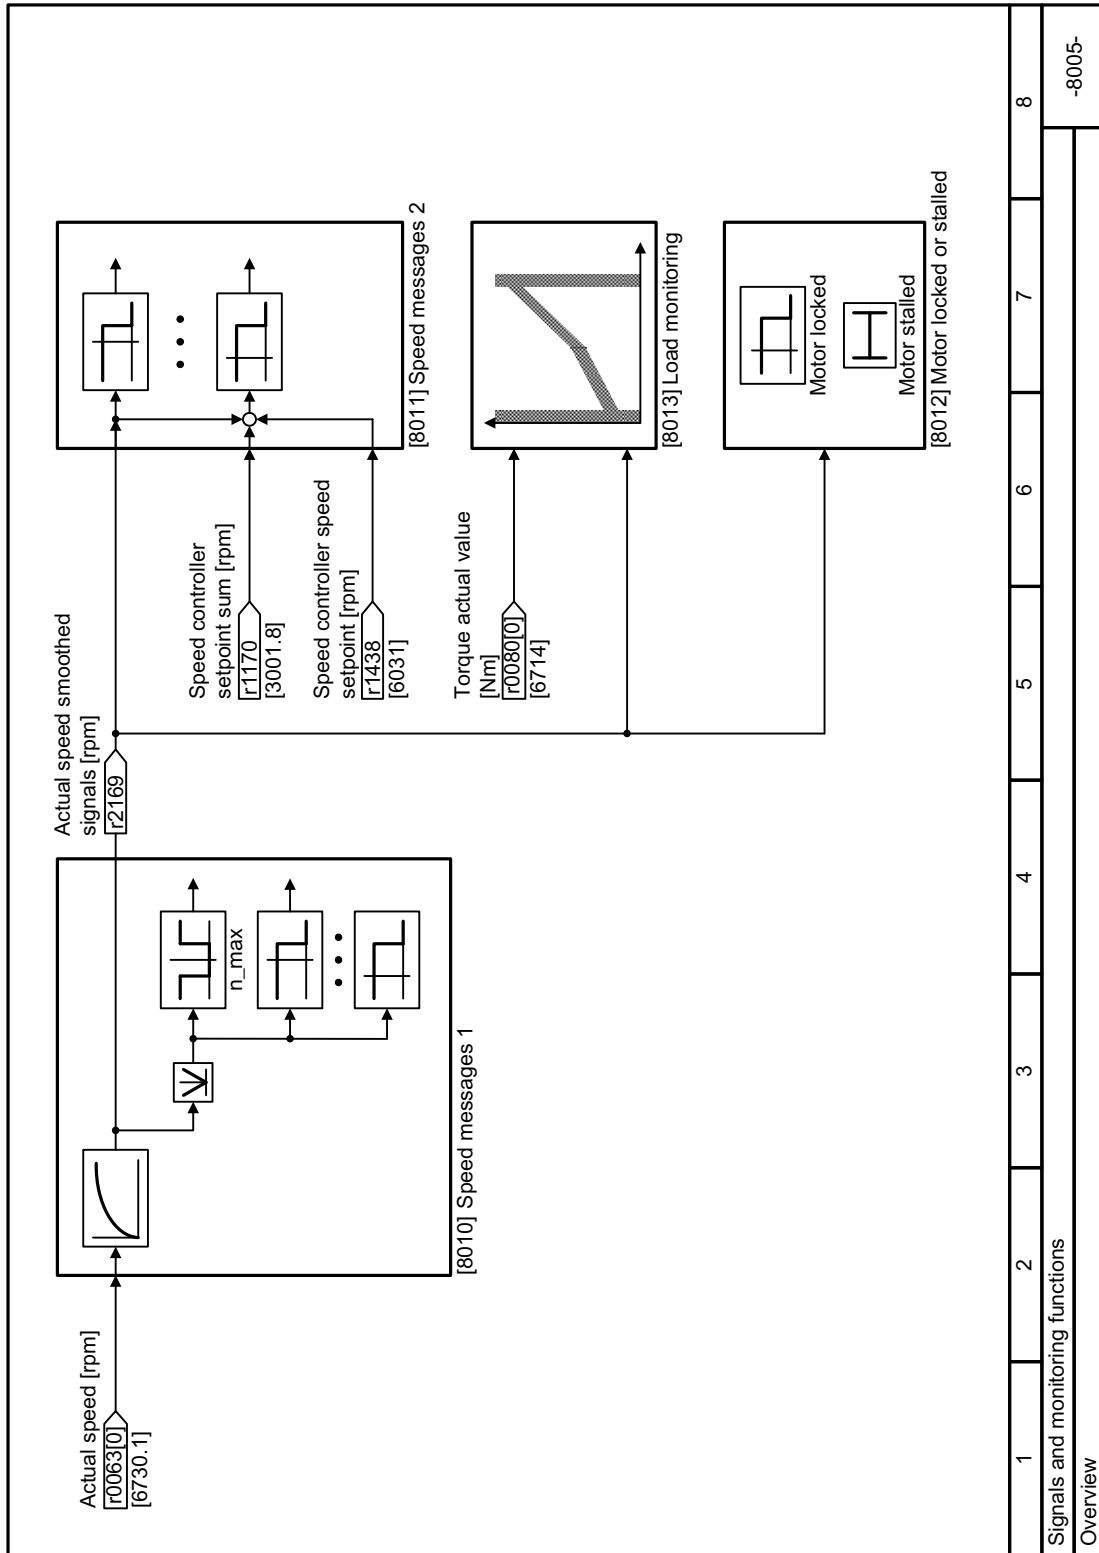 Actual speed [rpm]
r0063[0]
[6730.1]
[8010] Speed messages 1
n_max
Actual speed smoothed
signals [rpm]
r2169
Speed controller
setpoint sum [rpm]
r1170
[3001.8]
Speed controller speed
setpoint [rpm]
r1438
[6031]
[8011] Speed messages 2
Torque actual value
[Nm]
r0080[0]
[6714]
[8013] Load monitoring
Motor locked
Motor stalled
[8012] Motor locked or stalled
1 2 3 4 5 6 7 8
Signals and monitoring functions
-8005-
Overview